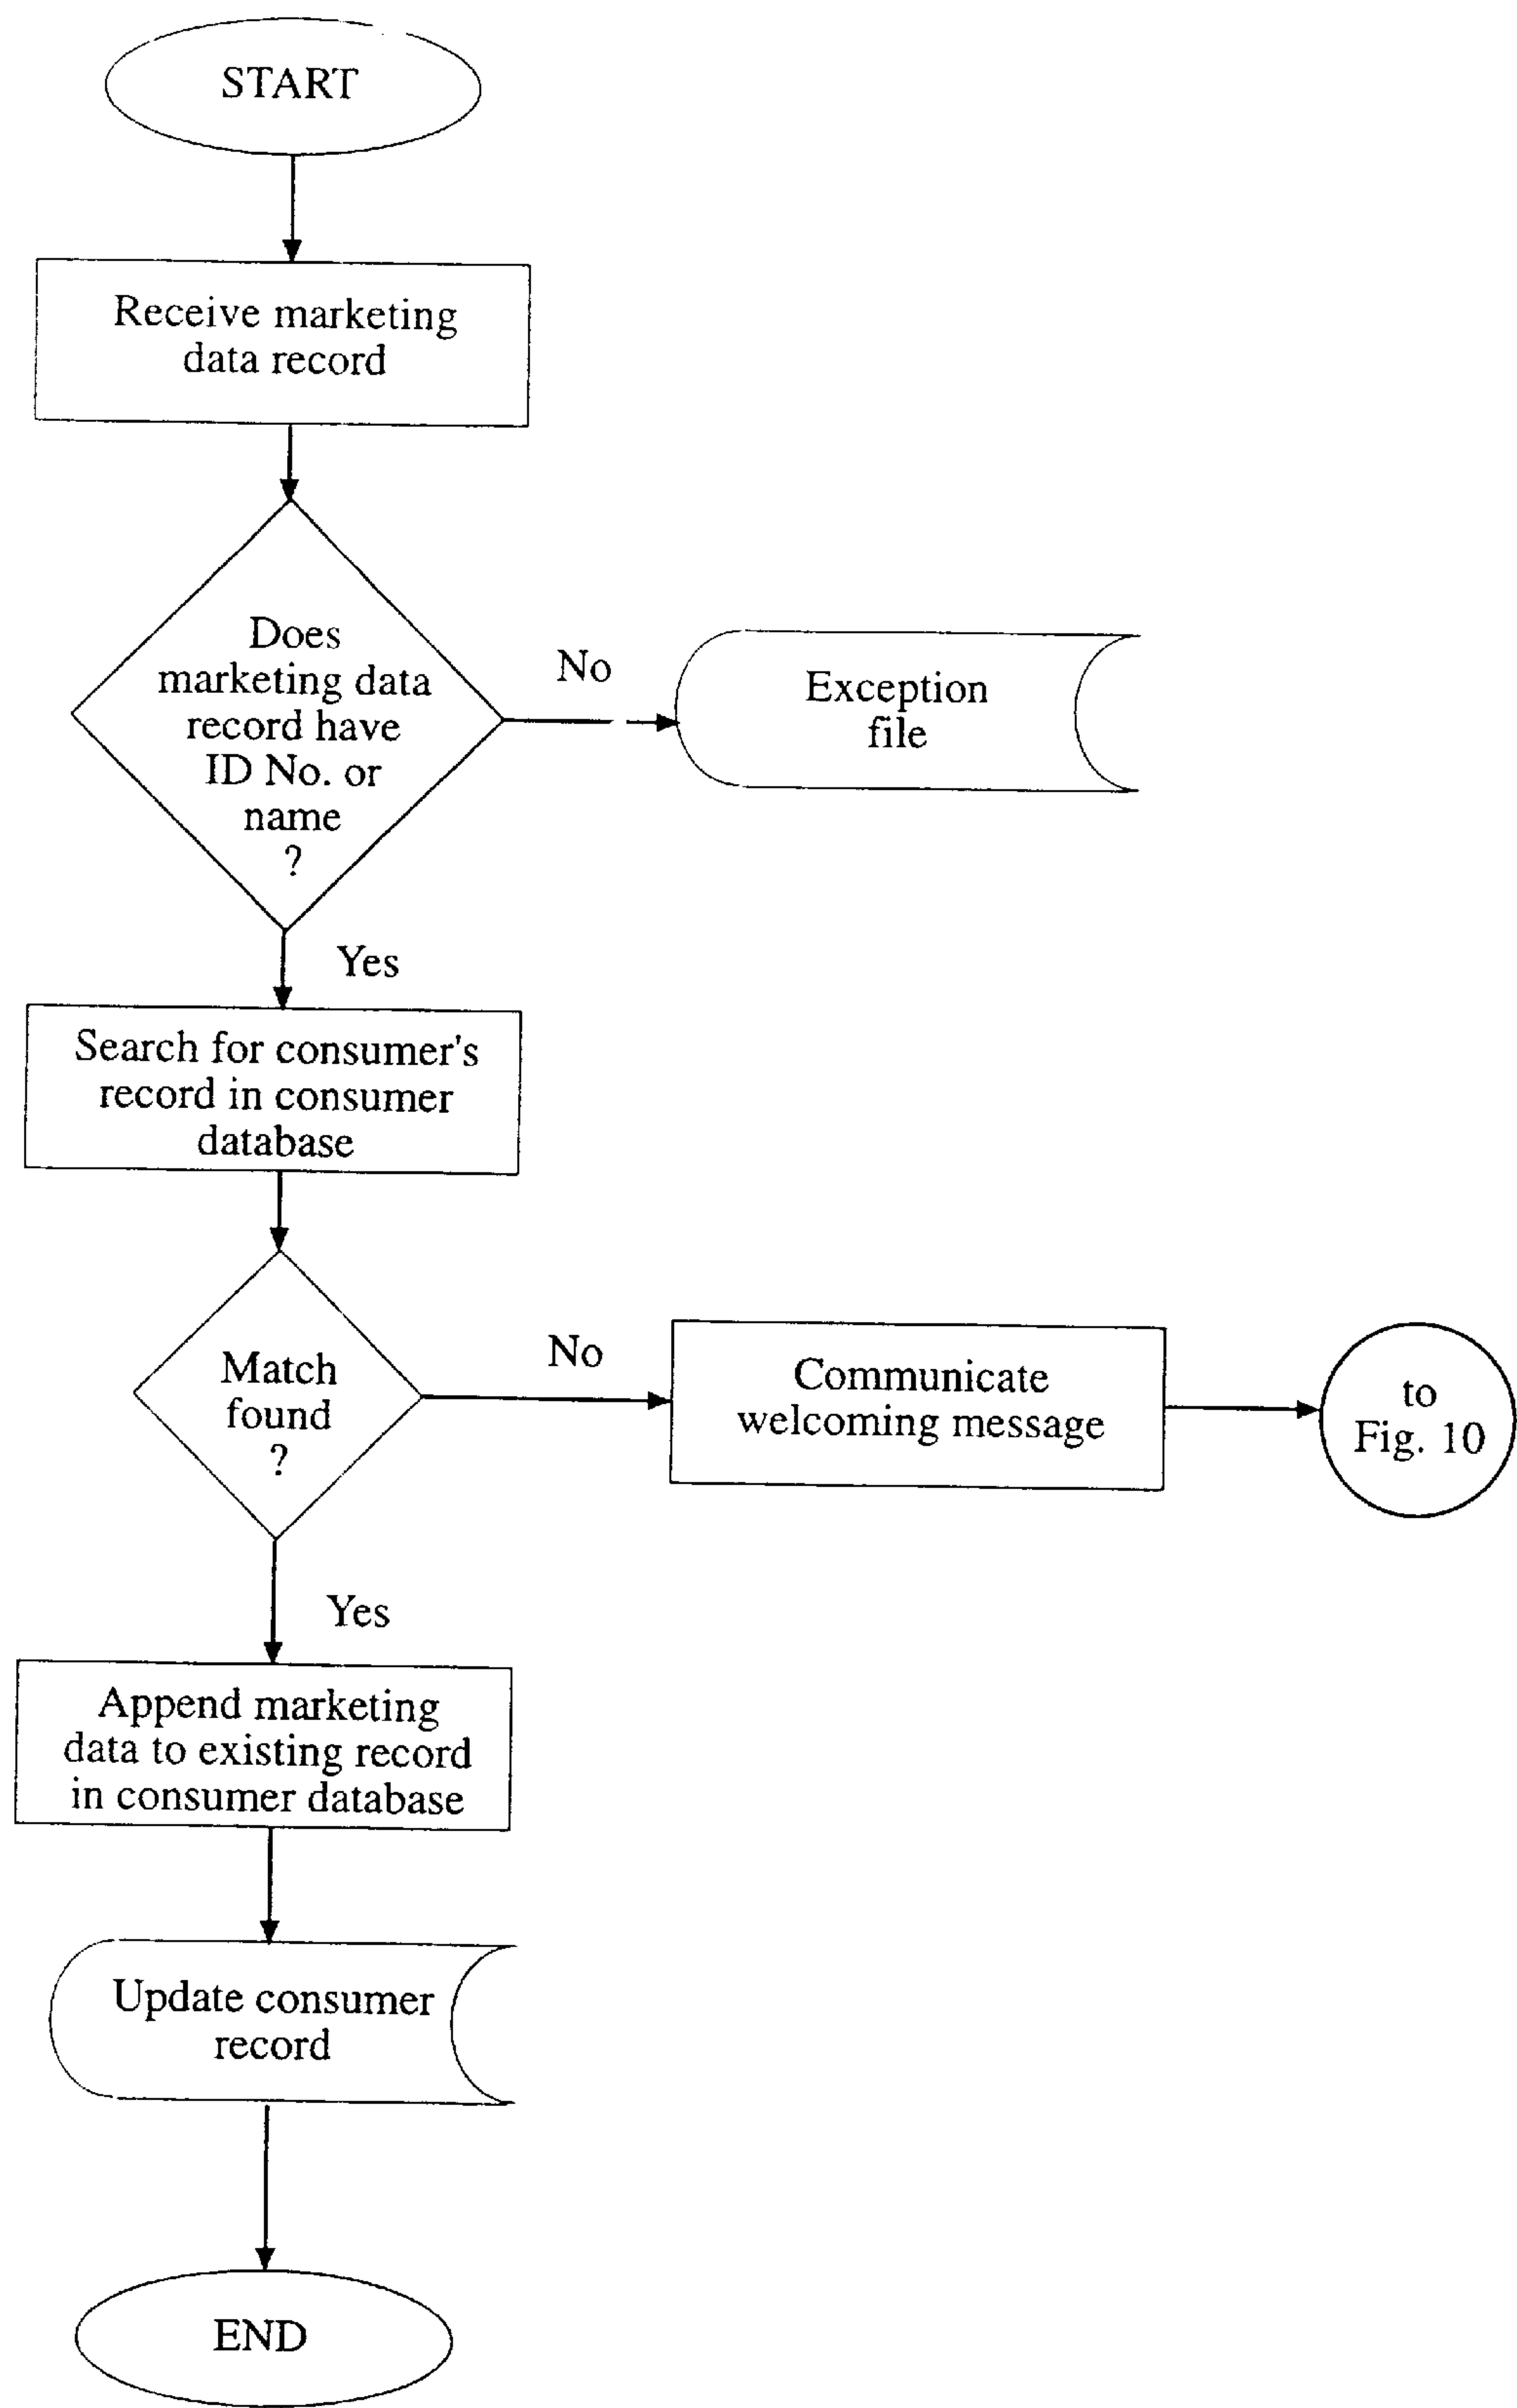 START
Receive marketing
data record
Does
marketing data
record have
ID No. or
name
?
No
Exception
file
Yes
Search for consumer's
record in consumer
database
Match
found
?
No
Communicate
welcoming message
to
Fig. 10
Yes
Append marketing
data to existing record
in consumer database
Update consumer
record
END